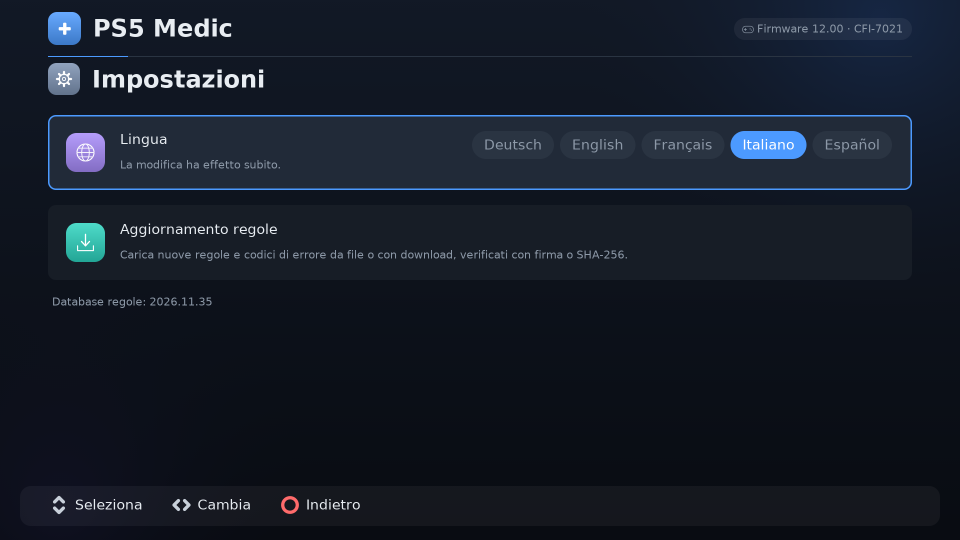 PS5 Medic
Firmware 12.00 · CFI-7021
Impostazioni
Lingua
Deutsch English Français Italiano Español
La modifica ha effetto subito.
Aggiornamento regole
Carica nuove regole e codici di errore da file o con download, verificati con firma o SHA-256.
Database regole: 2026.11.35
Seleziona Cambia Indietro